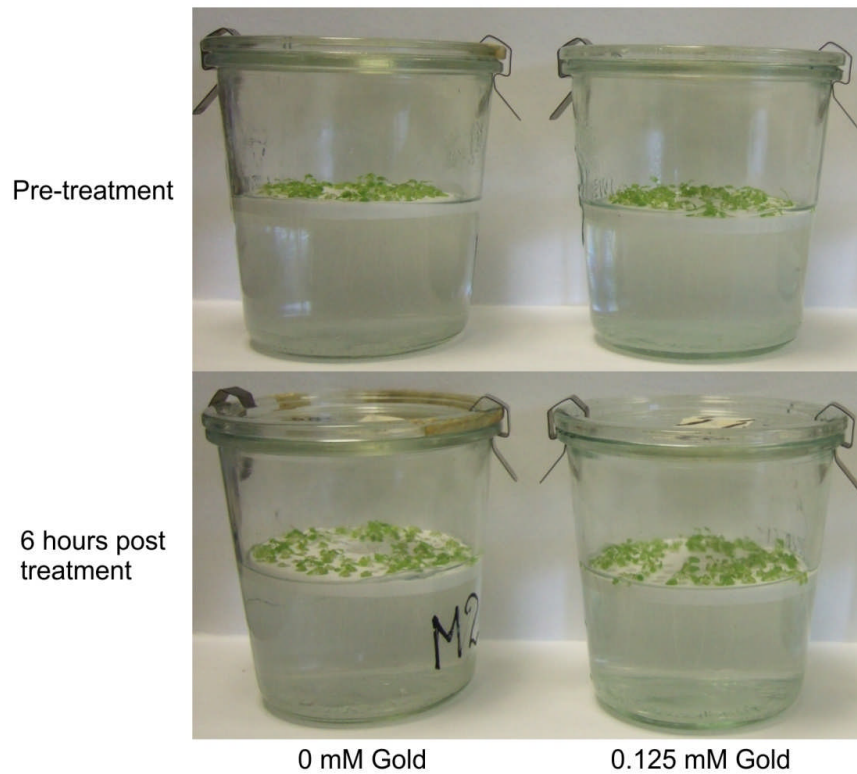 Pre-treatment
6 hours post
treatment
M2
0 mM Gold
0.125 mM Gold